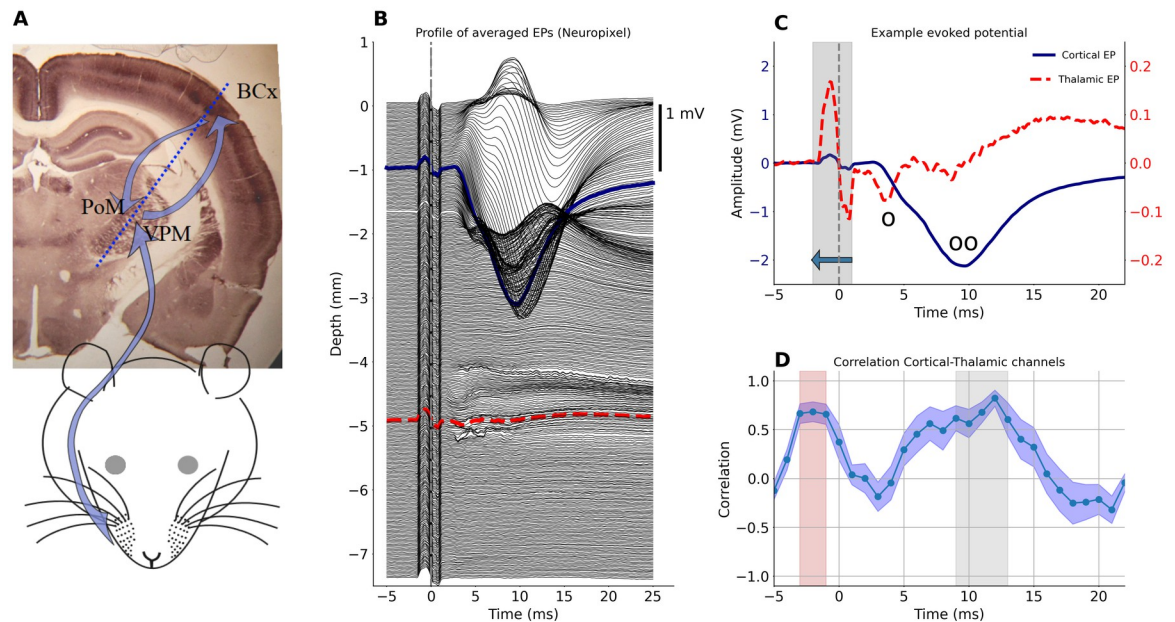 A
BCx
PoM
VPM
B
Profile of averaged EPs (Neuropixel)
1
0
−1
−2
−3
−4
−5
−6
−7
Depth (mm)
1 mV
−5 0 5 10 15 20 25
Time (ms)
C
Example evoked potential
Cortical EP
Thalamic EP
2
1
0
−1
−2
Amplitude (mV)
0.2
0.1
0.0
−0.1
−0.2
o
oo
−5 0 5 10 15 20
Time (ms)
D
Correlation Cortical-Thalamic channels
1.0
0.5
0.0
−0.5
−1.0
Correlation
−5 0 5 10 15 20
Time (ms)